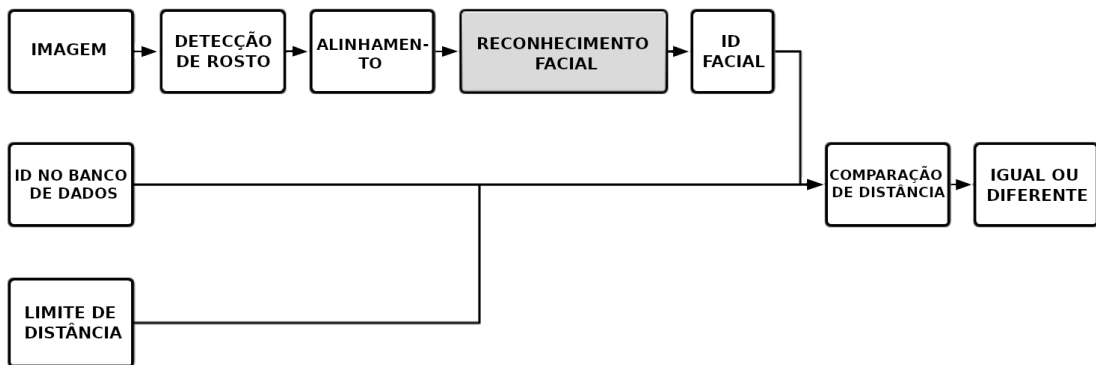 IMAGEM
DETECÇÃO
DE ROSTO
ALINHAMEN-
TO
RECONHECIMENTO
FACIAL
ID
FACIAL
ID NO BANCO
DE DADOS
COMPARAÇÃO
DE DISTÂNCIA
IGUAL OU
DIFERENTE
LIMITE DE
DISTÂNCIA